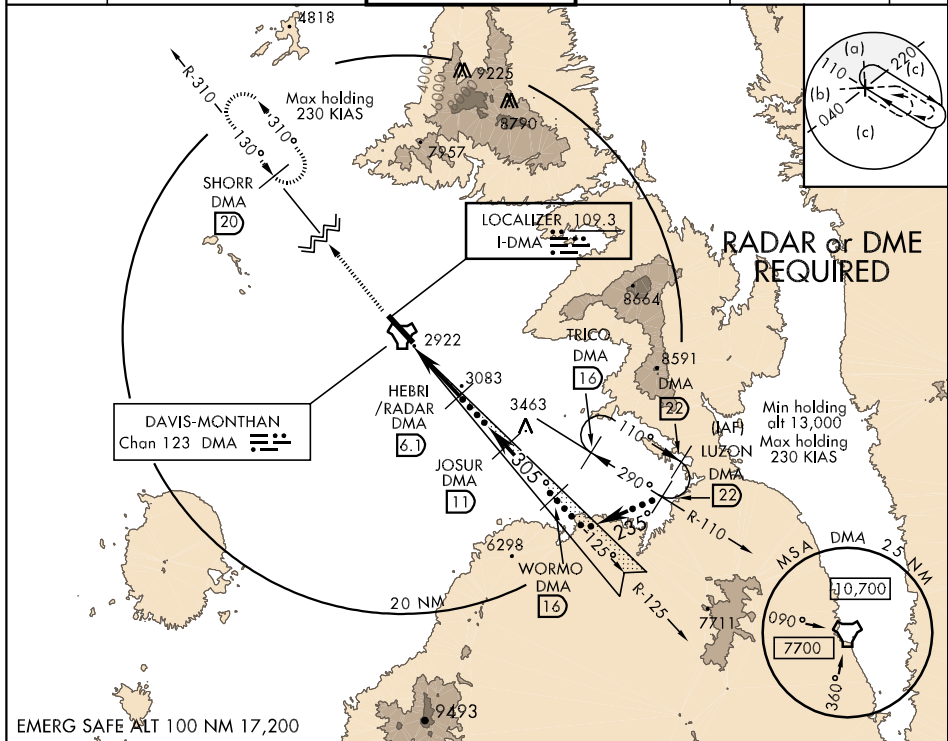 4818
R-310
310°
130°
Max holding
230 KIAS
9225
8790
7957
(a)
110
220
(c)
(b)
040
(c)
SHORR
DMA
20
LOCALIZER 109.3
I-DMA
RADAR or DME
REQUIRED
8664
2922
TRICO
DMA
16
8591
DMA
22
3083
HEBRI
/RADAR
DMA
6.1
3463
110°
290°
(IAF)
LUZON
DMA
22
Min holding
alt 13,000
Max holding
230 KIAS
DAVIS-MONTHAN
Chan 123 DMA
JOSUR
DMA
11
305°
235°
R-110
125°
R-125
6298
WORMO
DMA
16
20 NM
7711
MSA DMA 25 NM
10,700
090°
7700
360°
9493
EMERG SAFE ALT 100 NM 17,200